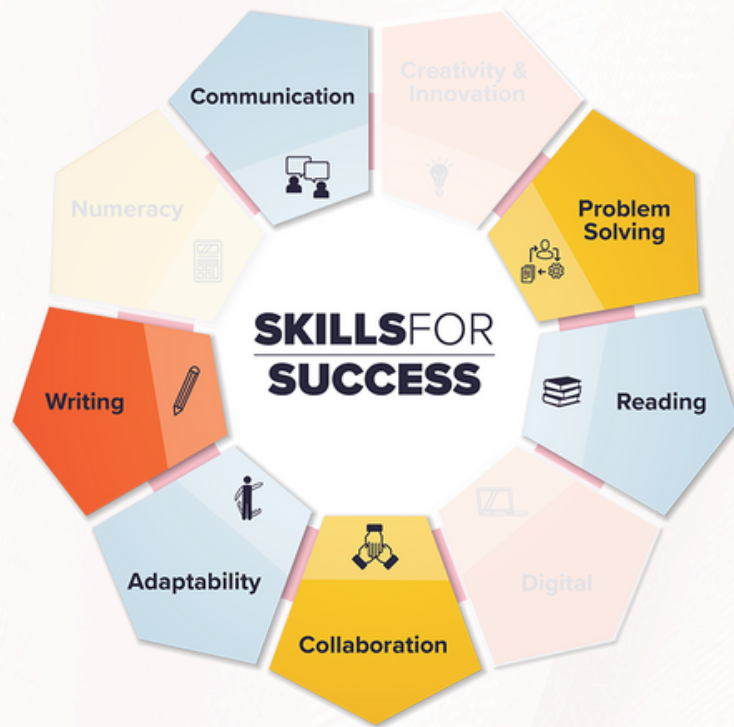 SKILLSFOR
SUCCESS
Communication
Creativity &
Innovation
Problem
Solving
Reading
Digital
Collaboration
Adaptability
Writing
Numeracy